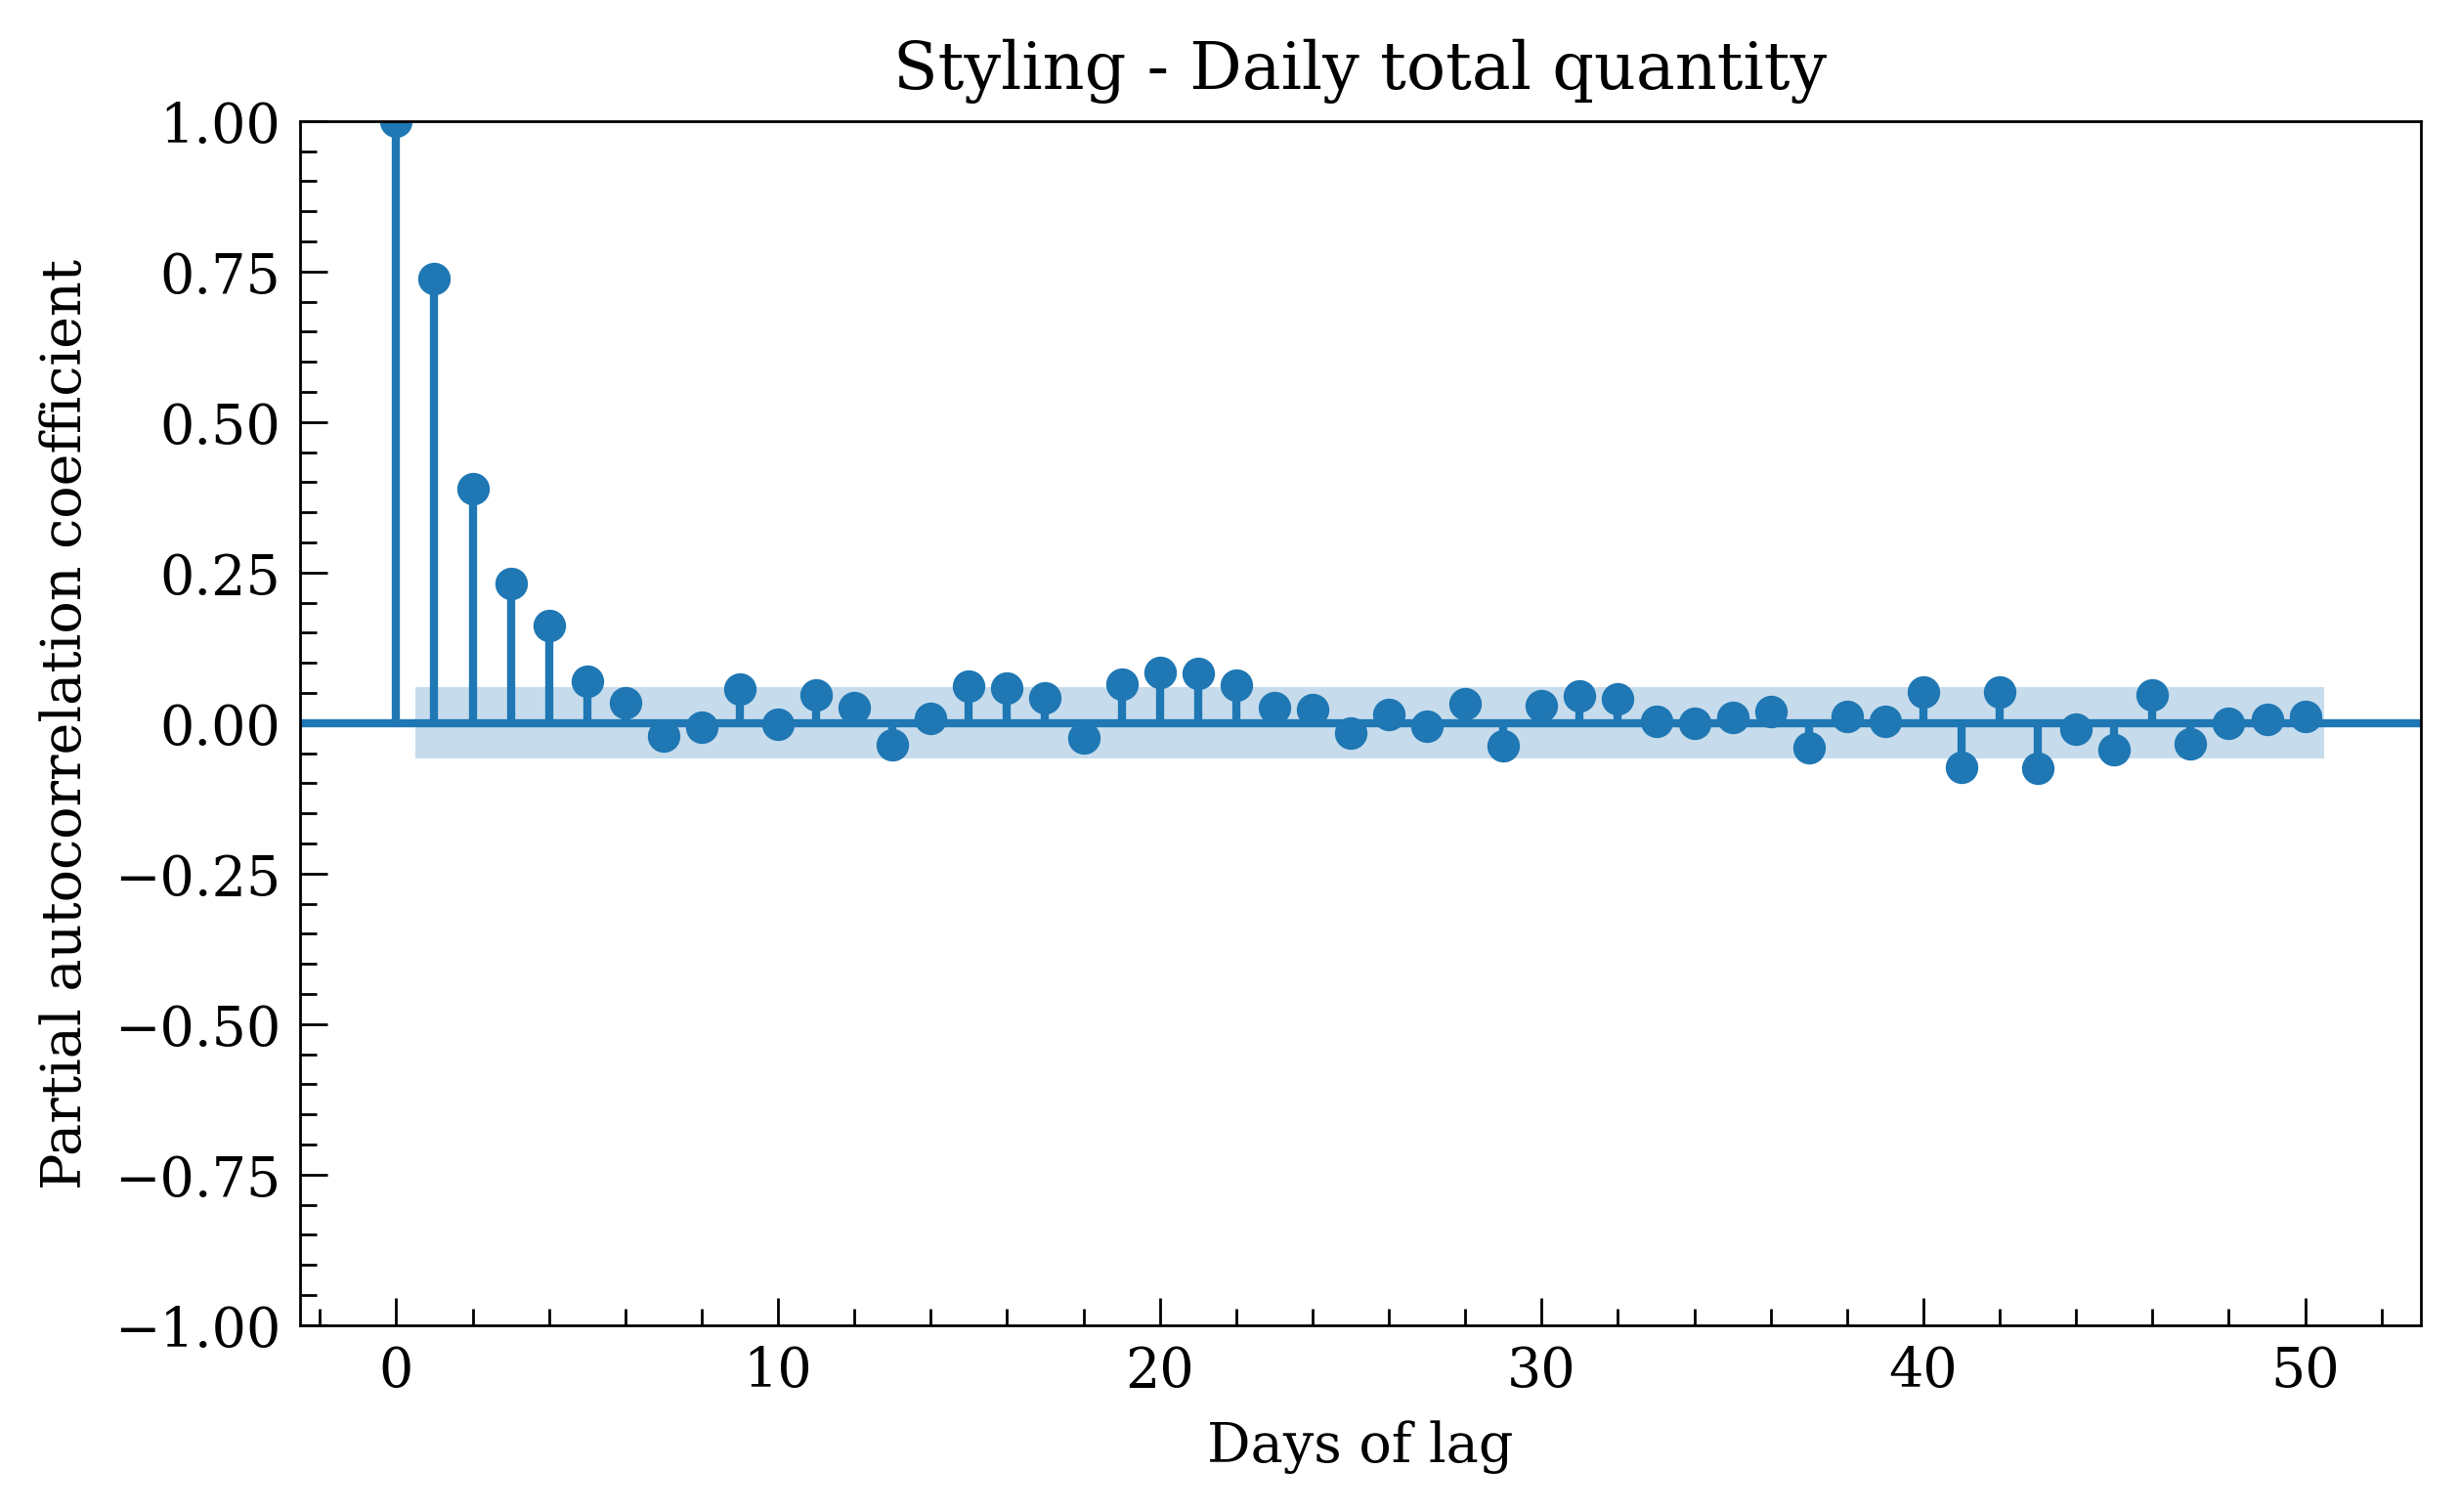 Styling - Daily total quantity
Partial autocorrelation coefficient
1.00
0.75
0.50
0.25
0.00
−0.25
−0.50
−0.75
−1.00
0 10 20 30 40 50
Days of lag